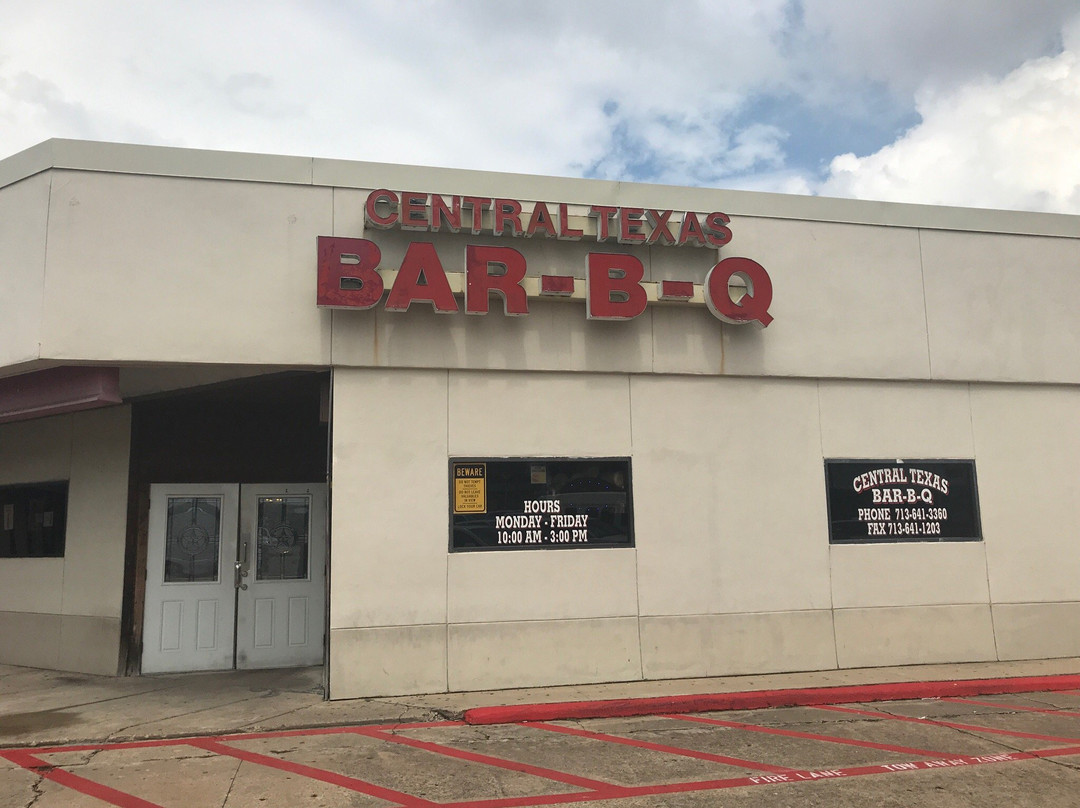 CENTRAL TEXAS
BAR-B-Q
BEWARE
HOURS
MONDAY - FRIDAY
10:00 AM - 3:00 PM
CENTRAL TEXAS
BAR-B-Q
PHONE 713-641-3360
FAX 713-641-1203
FIRE LANE TOW AWAY ZONE